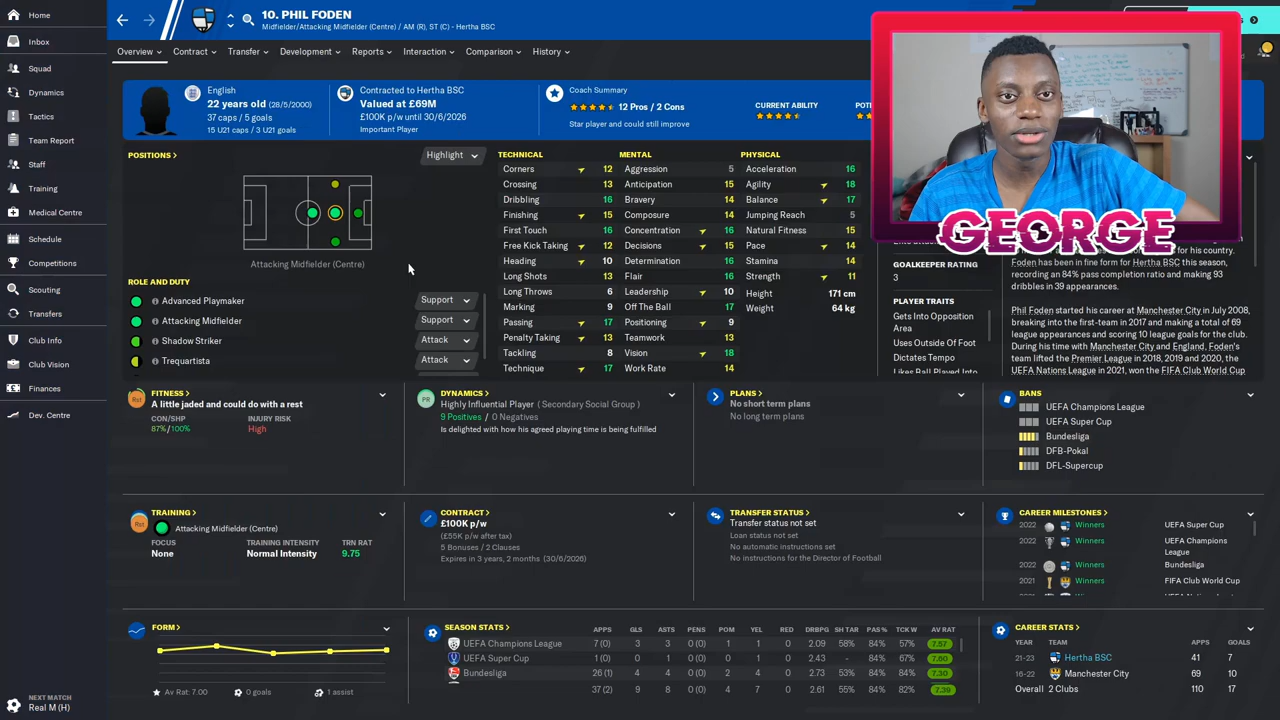 Home
Inbox
Squad
Dynamics
Tactics
Team Report
Staff
Training
Medical Centre
Schedule
Competitions
Scouting
Transfers
Club Info
Club Vision
Finances
Dev. Centre
NEXT MATCH
Real M (H)
10. PHIL FODEN
Midfielder/Attacking Midfielder (Centre) / AM (R), ST (C) - Hertha BSC
Overview Contract Transfer Development Reports Interaction Comparison History
English
22 years old (28/5/2000)
37 caps / 5 goals
15 U21 caps / 3 U21 goals
Contracted to Hertha BSC
Valued at £69M
£100K p/w until 30/6/2026
Important Player
Coach Summary
12 Pros / 2 Cons
Star player and could still improve
CURRENT ABILITY
GEORGE
POSITIONS
Highlight
Attacking Midfielder (Centre)
ROLE AND DUTY
Advanced Playmaker Support
Attacking Midfielder Support
Shadow Striker Attack
Trequartista Attack
TECHNICAL
Corners 12
Crossing 13
Dribbling 16
Finishing 15
First Touch 16
Free Kick Taking 12
Heading 10
Long Shots 13
Long Throws 6
Marking 9
Passing 17
Penalty Taking 13
Tackling 8
Technique 17
MENTAL
Aggression 5
Anticipation 15
Bravery 14
Composure 14
Concentration 16
Decisions 15
Determination 16
Flair 16
Leadership 10
Off The Ball 17
Positioning 9
Teamwork 13
Vision 18
Work Rate 14
PHYSICAL
Acceleration 16
Agility 18
Balance 17
Jumping Reach 5
Natural Fitness 15
Pace 14
Stamina 14
Strength 11
Height 171 cm
Weight 64 kg
GOALKEEPER RATING
3
PLAYER TRAITS
Gets Into Opposition
Area
Uses Outside Of Foot
Dictates Tempo
Likes Ball Played Into
for his country.
Foden has been in fine form for Hertha BSC this season,
recording an 84% pass completion ratio and making 93
dribbles in 39 appearances.
Phil Foden started his career at Manchester City in July 2008,
breaking into the first-team in 2017 and making a total of 69
league appearances and scoring 10 league goals for the club.
During his time with Manchester City and England, Foden's
team lifted the Premier League in 2018, 2019 and 2020, the
UEFA Nations League in 2021, won the FIFA Club World Cup
FITNESS
A little jaded and could do with a rest
CON/SHP INJURY RISK
87%/100% High
DYNAMICS
Highly Influential Player ( Secondary Social Group )
9 Positives / 0 Negatives
Is delighted with how his agreed playing time is being fulfilled
PLANS
No short term plans
No long term plans
BANS
UEFA Champions League
UEFA Super Cup
Bundesliga
DFB-Pokal
DFL-Supercup
TRAINING
Attacking Midfielder (Centre)
FOCUS TRAINING INTENSITY TRN RAT
None Normal Intensity 9.75
CONTRACT
£100K p/w
(£55K p/w after tax)
5 Bonuses / 2 Clauses
Expires in 3 years, 2 months (30/6/2026)
TRANSFER STATUS
Transfer status not set
Loan status not set
No automatic instructions set
No instructions for the Director of Football
CAREER MILESTONES
2022 Winners UEFA Super Cup
2022 Winners UEFA Champions
League
2022 Winners Bundesliga
2021 Winners FIFA Club World Cup
FORM
Av Rat: 7.00 0 goals 1 assist
SEASON STATS APPS GLS ASTS PENS POM YEL RED DRBPG SH TAR PAS % TCK W AV RAT
UEFA Champions League 7 (0) 3 3 0 (0) 1 1 0 2.09 58% 84% 57% 7.57
UEFA Super Cup 1 (0) 0 1 0 (0) 0 1 0 2.43 - 84% 67% 7.60
Bundesliga 26 (1) 4 4 0 (0) 2 4 0 2.73 53% 84% 84% 7.30
37 (2) 9 8 0 (0) 4 7 0 2.61 55% 84% 82% 7.39
CAREER STATS
YEAR TEAM APPS GOALS
21-23 Hertha BSC 41 7
16-22 Manchester City 69 10
Overall 2 Clubs 110 17